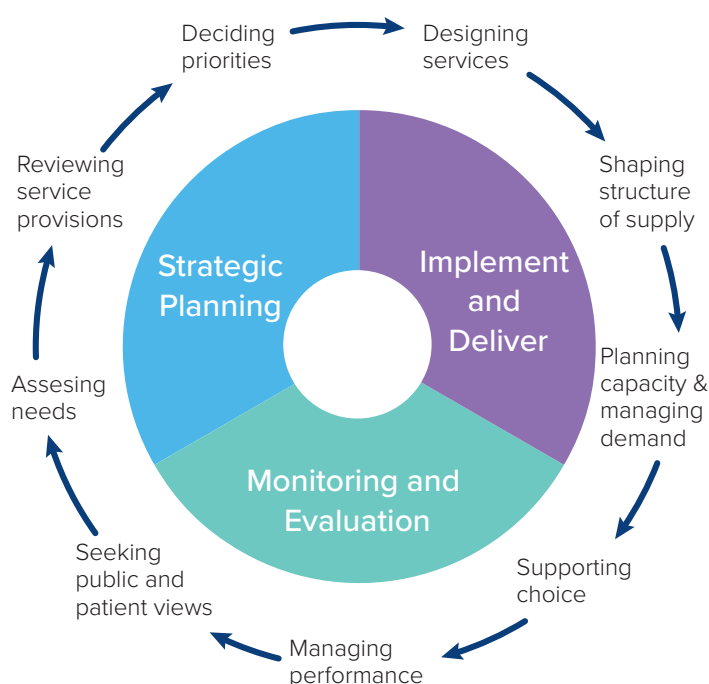 Deciding
priorities
Designing
services
Reviewing
service
provisions
Shaping
structure
of supply
Strategic
Planning
Implement
and
Deliver
Assesing
needs
Planning
capacity &
managing
demand
Monitoring and
Evaluation
Seeking
public and
patient views
Supporting
choice
Managing
performance